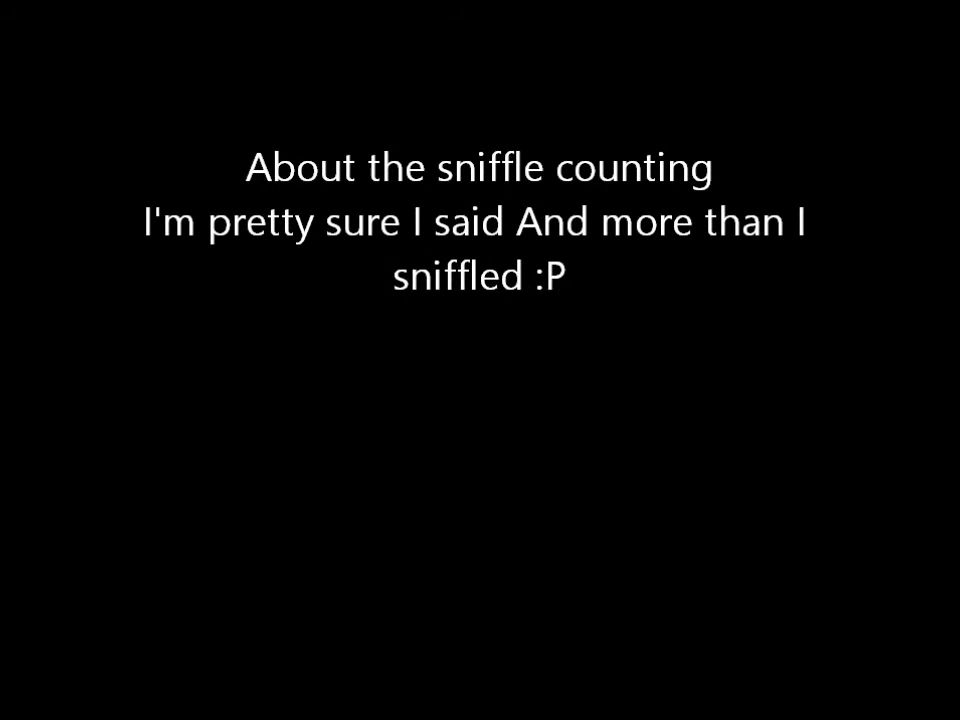 About the sniffle counting
I'm pretty sure I said And more than I
sniffled :P